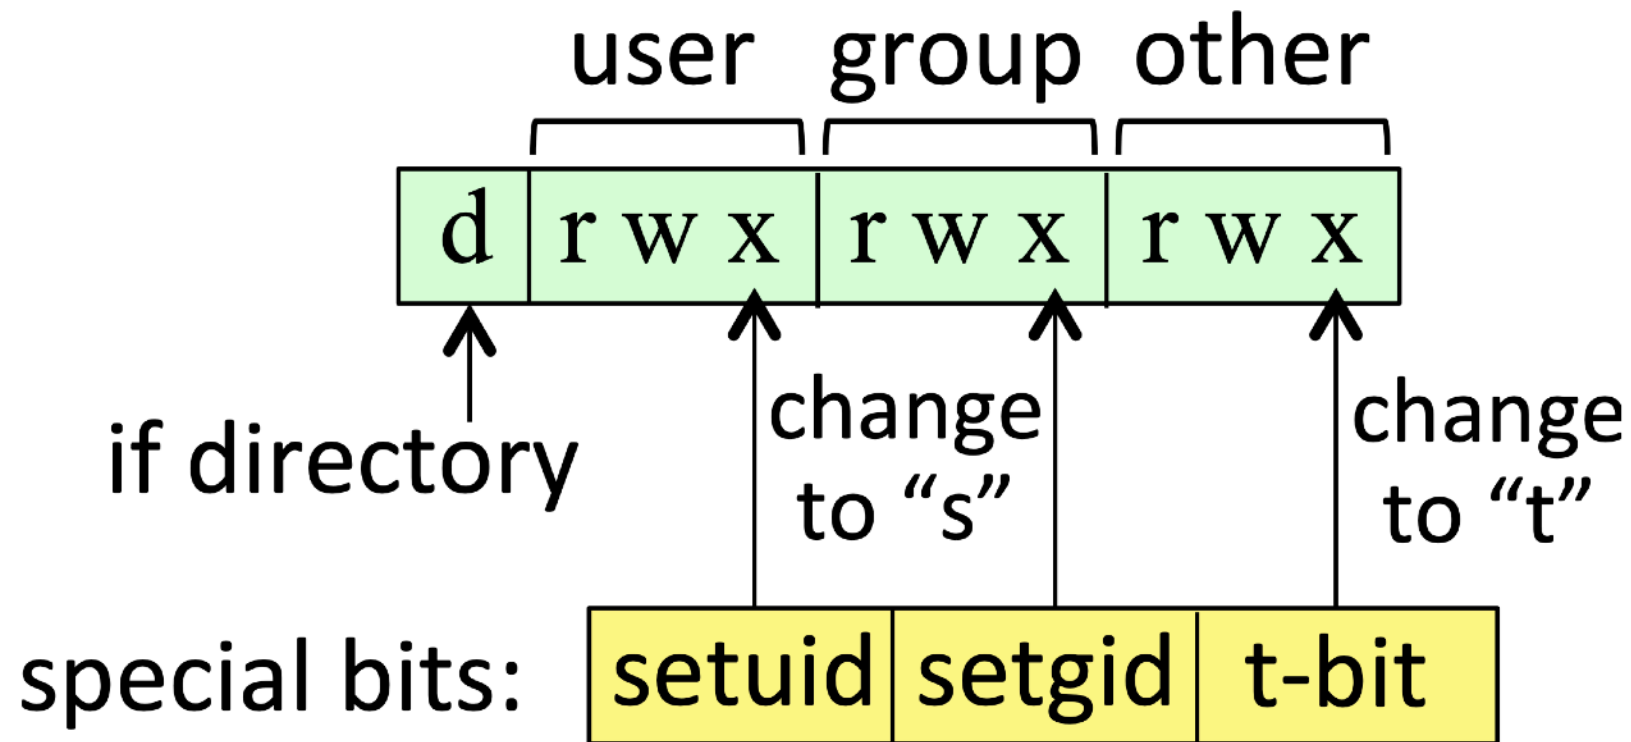 user group other
d r w x r w x r w x
if directory
change to “s”
change to “t”
special bits: setuid setgid t-bit